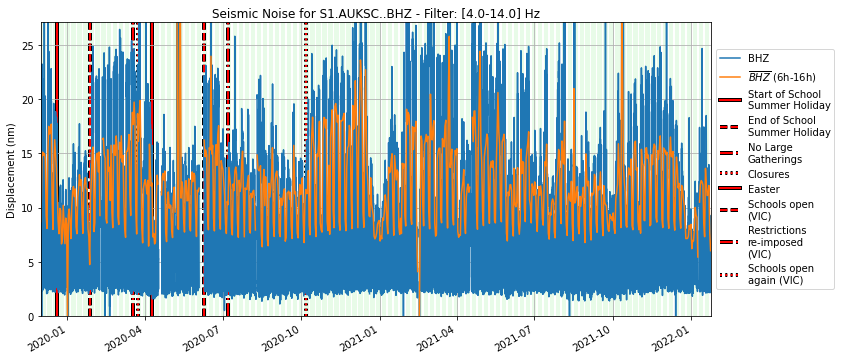 Seismic Noise for S1.AUKSC..BHZ - Filter: [4.0-14.0] Hz
Displacement (nm)
25
20
15
10
5
0
2020-01
2020-04
2020-07
2020-10
2021-01
2021-04
2021-07
2021-10
2022-01
BHZ
BHZ (6h-16h)
Start of School
Summer Holiday
End of School
Summer Holiday
No Large
Gatherings
Closures
Easter
Schools open
(VIC)
Restrictions
re-imposed
(VIC)
Schools open
again (VIC)